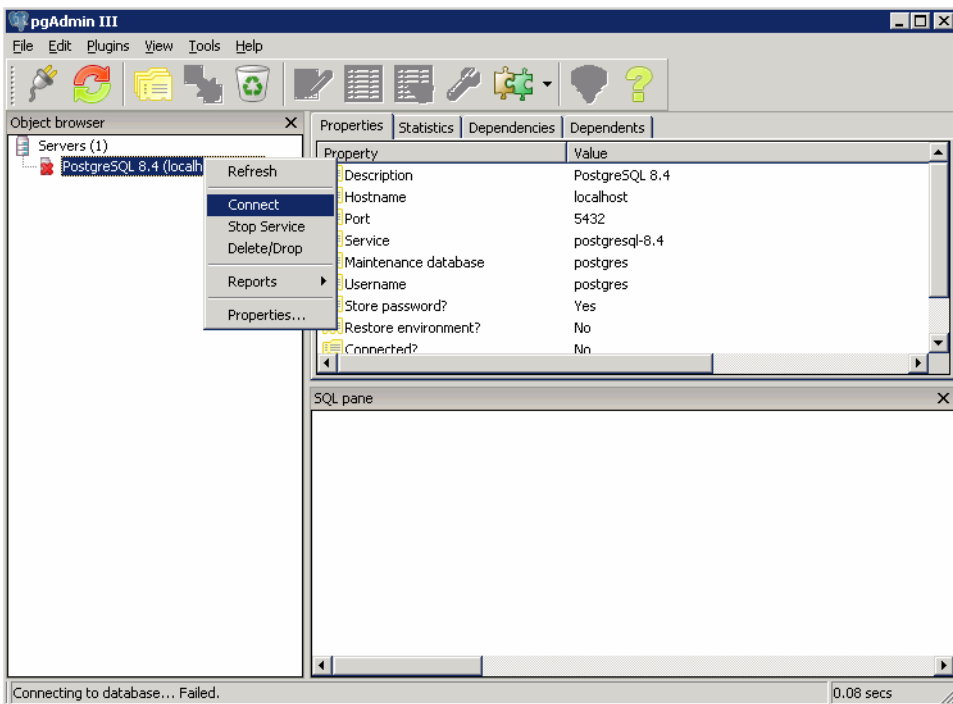 pgAdmin III
File Edit Plugins View Tools Help
Object browser
Servers (1)
PostgreSQL 8.4 (localh
Refresh
Connect
Stop Service
Delete/Drop
Reports
Properties...
Properties Statistics Dependencies Dependents
Property Value
Description PostgreSQL 8.4
Hostname localhost
Port 5432
Service postgresql-8.4
Maintenance database postgres
Username postgres
Store password? Yes
Restore environment? No
Connected? No
SQL pane
Connecting to database... Failed. 0.08 secs